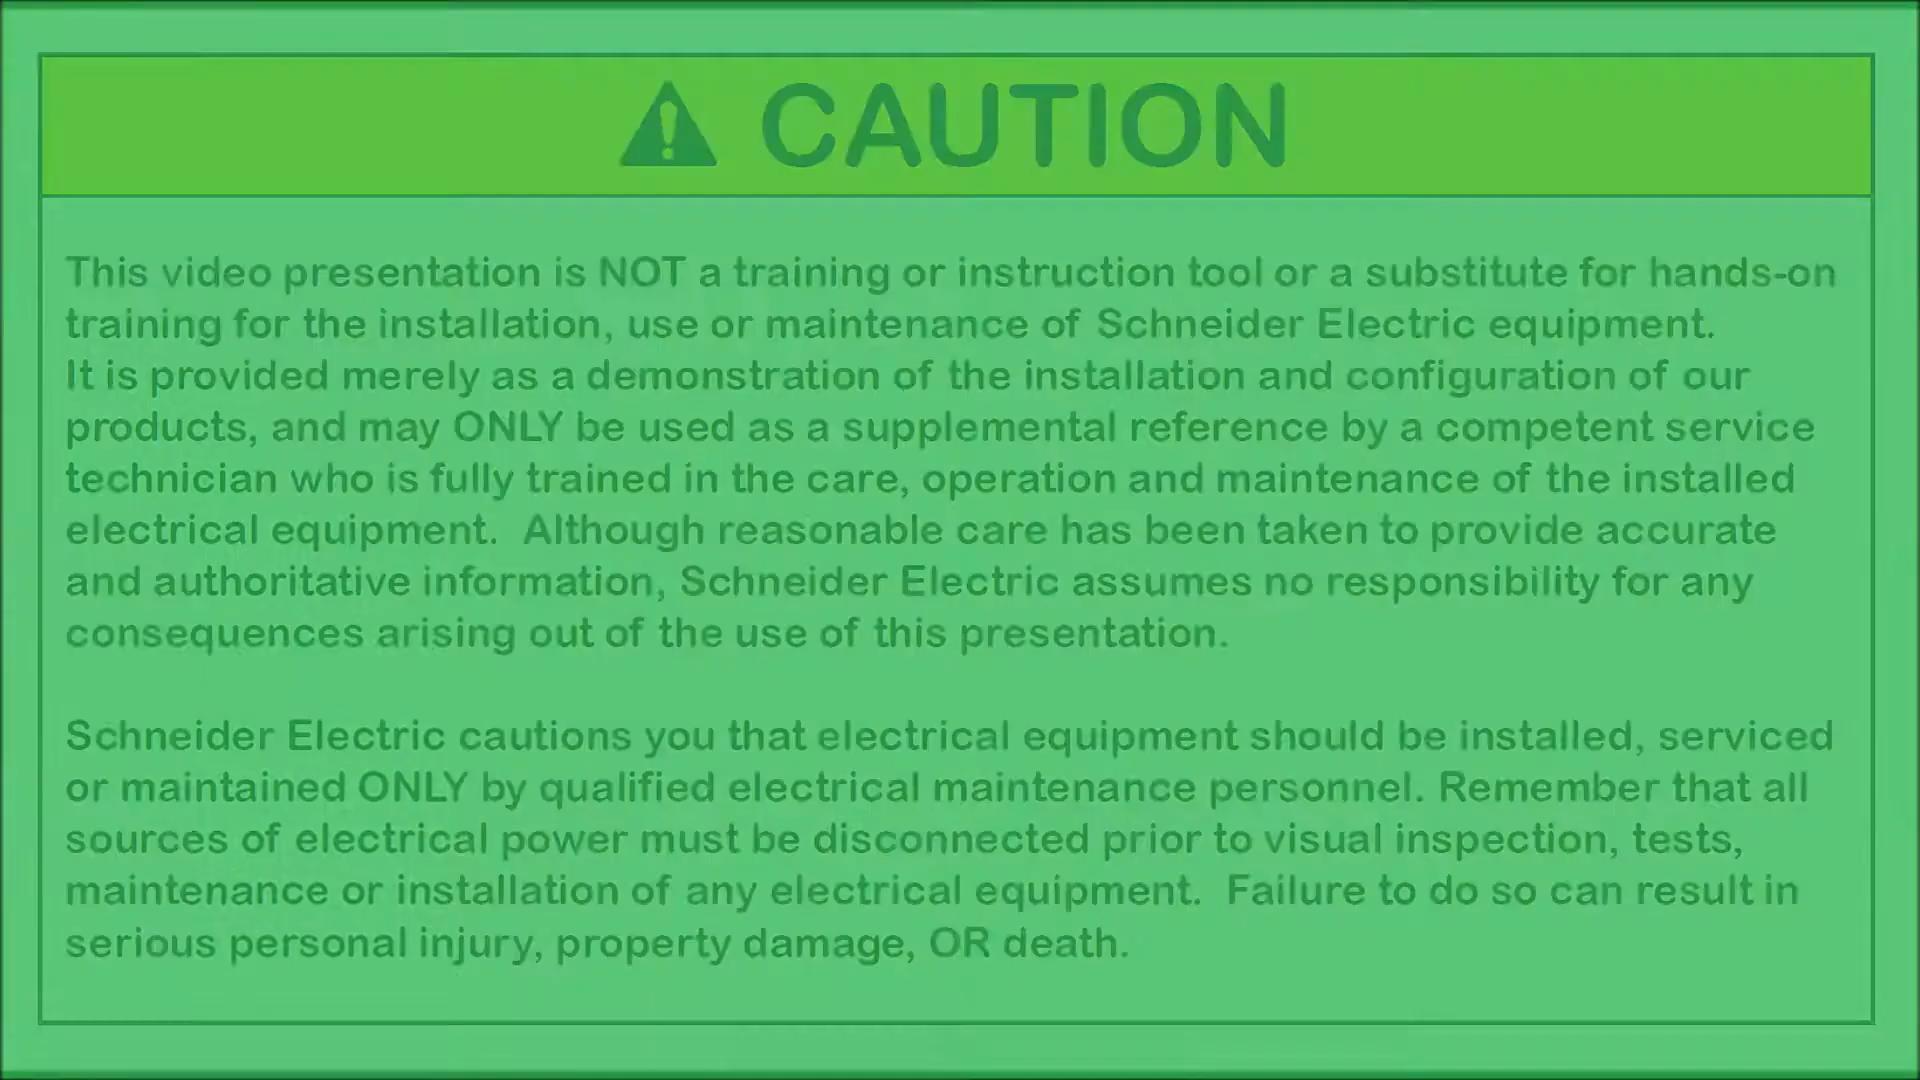 CAUTION
This video presentation is NOT a training or instruction tool or a substitute for hands-on
training for the installation, use or maintenance of Schneider Electric equipment.
It is provided merely as a demonstration of the installation and configuration of our
products, and may ONLY be used as a supplemental reference by a competent service
technician who is fully trained in the care, operation and maintenance of the installed
electrical equipment.  Although reasonable care has been taken to provide accurate
and authoritative information, Schneider Electric assumes no responsibility for any
consequences arising out of the use of this presentation.
Schneider Electric cautions you that electrical equipment should be installed, serviced
or maintained ONLY by qualified electrical maintenance personnel. Remember that all
sources of electrical power must be disconnected prior to visual inspection, tests,
maintenance or installation of any electrical equipment.  Failure to do so can result in
serious personal injury, property damage, OR death.